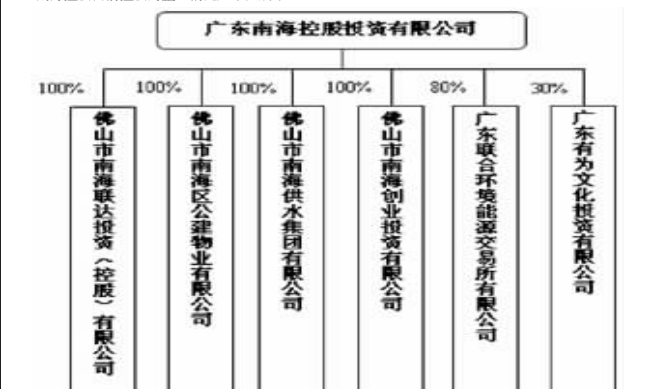 广东南海控股投资有限公司
100%
100%
100%
100%
80%
30%
佛山市南海联达投资（控股）有限公司
佛山市南海区公建物业有限公司
佛山市南海供水集团有限公司
佛山市南海创业投资有限公司
广东联合环境能源交易所有限公司
广东有为文化投资有限公司